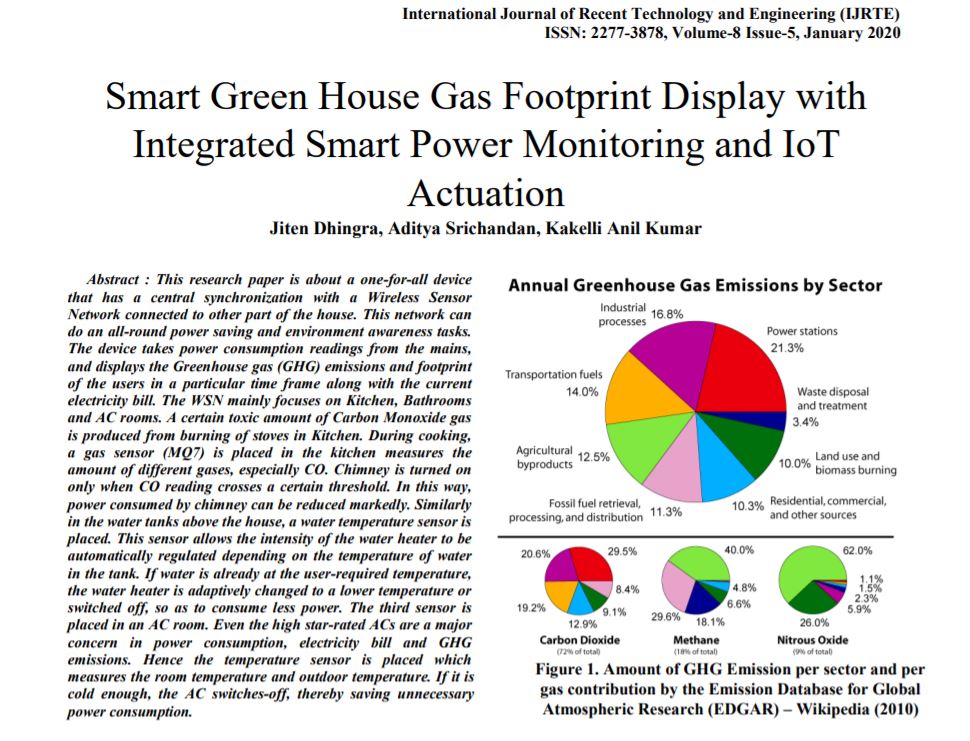 International Journal of Recent Technology and Engineering (IJRTE)
ISSN: 2277-3878, Volume-8 Issue-5, January 2020
Smart Green House Gas Footprint Display with
Integrated Smart Power Monitoring and IoT
Actuation
Jiten Dhingra, Aditya Srichandan, Kakelli Anil Kumar
Abstract : This research paper is about a one-for-all device
that has a central synchronization with a Wireless Sensor
Network connected to other part of the house. This network can
do an all-round power saving and environment awareness tasks.
The device takes power consumption readings from the mains,
and displays the Greenhouse gas (GHG) emissions and footprint
of the users in a particular time frame along with the current
electricity bill. The WSN mainly focuses on Kitchen, Bathrooms
and AC rooms. A certain toxic amount of Carbon Monoxide gas
is produced from burning of stoves in Kitchen. During cooking,
a gas sensor (MQ7) is placed in the kitchen measures the
amount of different gases, especially CO. Chimney is turned on
only when CO reading crosses a certain threshold. In this way,
power consumed by chimney can be reduced markedly. Similarly
in the water tanks above the house, a water temperature sensor is
placed. This sensor allows the intensity of the water heater to be
automatically regulated depending on the temperature of water
in the tank. If water is already at the user-required temperature,
the water heater is adaptively changed to a lower temperature or
switched off, so as to consume less power. The third sensor is
placed in an AC room. Even the high star-rated ACs are a major
concern in power consumption, electricity bill and GHG
emissions. Hence the temperature sensor is placed which
measures the room temperature and outdoor temperature. If it is
cold enough, the AC switches-off, thereby saving unnecessary
power consumption.
Annual Greenhouse Gas Emissions by Sector
Industrial
processes 16.8%
Power stations
21.3%
Transportation fuels
14.0%
Waste disposal
and treatment
3.4%
Agricultural
byproducts 12.5%
10.0% Land use and
biomass burning
Fossil fuel retrieval,
processing, and distribution 11.3%
10.3% Residential, commercial,
and other sources
20.6%
29.5%
8.4%
9.1%
12.9%
19.2%
Carbon Dioxide
(72% of total)
40.0%
4.8%
6.6%
18.1%
29.6%
Methane
(18% of total)
62.0%
1.1%
1.5%
2.3%
5.9%
26.0%
Nitrous Oxide
(9% of total)
Figure 1. Amount of GHG Emission per sector and per
gas contribution by the Emission Database for Global
Atmospheric Research (EDGAR) – Wikipedia (2010)